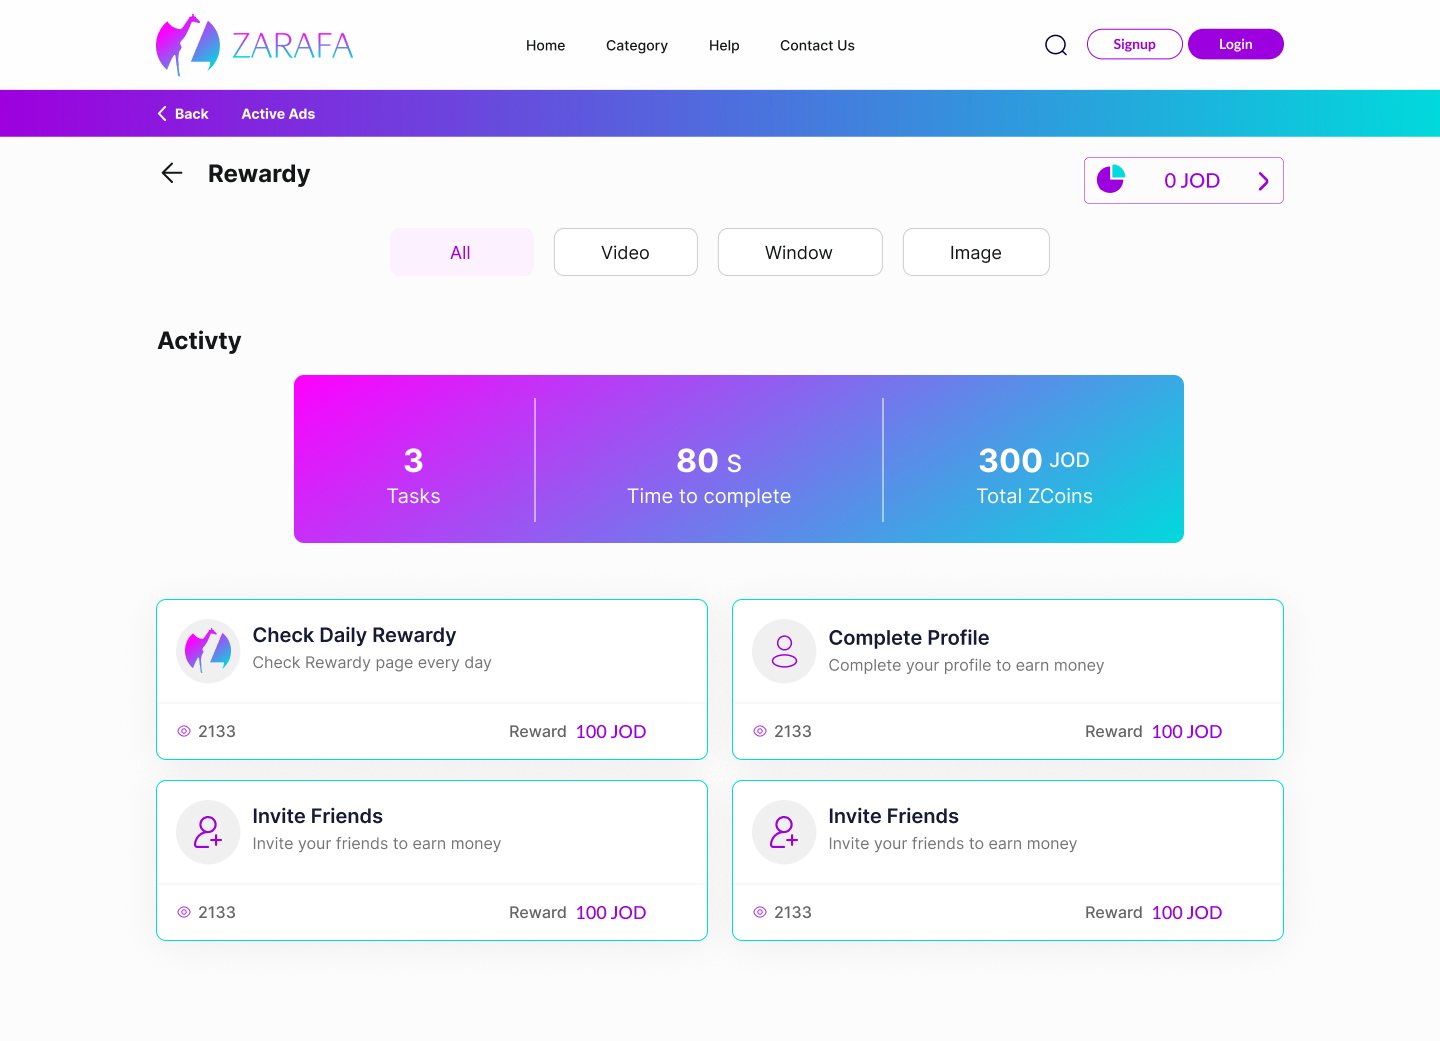 ZARAFA
Home Category Help Contact Us
Signup Login
Back Active Ads
Rewardy
0 JOD
All Video Window Image
Activty
3 80 S 300 JOD
Tasks Time to complete Total ZCoins
Check Daily Rewardy
Check Rewardy page every day
2133 Reward 100 JOD
Complete Profile
Complete your profile to earn money
2133 Reward 100 JOD
Invite Friends
Invite your friends to earn money
2133 Reward 100 JOD
Invite Friends
Invite your friends to earn money
2133 Reward 100 JOD